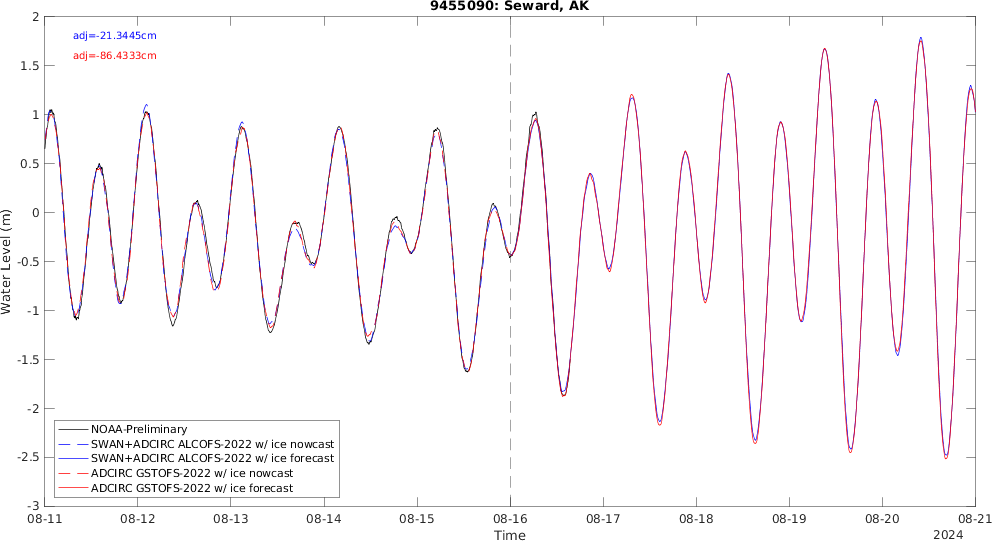 9455090: Seward, AK
adj=-21.3445cm
adj=-86.4333cm
2
1.5
1
0.5
0
-0.5
-1
-1.5
-2
-2.5
-3
Water Level (m)
NOAA-Preliminary
SWAN+ADCIRC ALCOFS-2022 w/ ice nowcast
SWAN+ADCIRC ALCOFS-2022 w/ ice forecast
ADCIRC GSTOFS-2022 w/ ice nowcast
ADCIRC GSTOFS-2022 w/ ice forecast
08-11 08-12 08-13 08-14 08-15 08-16 08-17 08-18 08-19 08-20 08-21
Time
2024